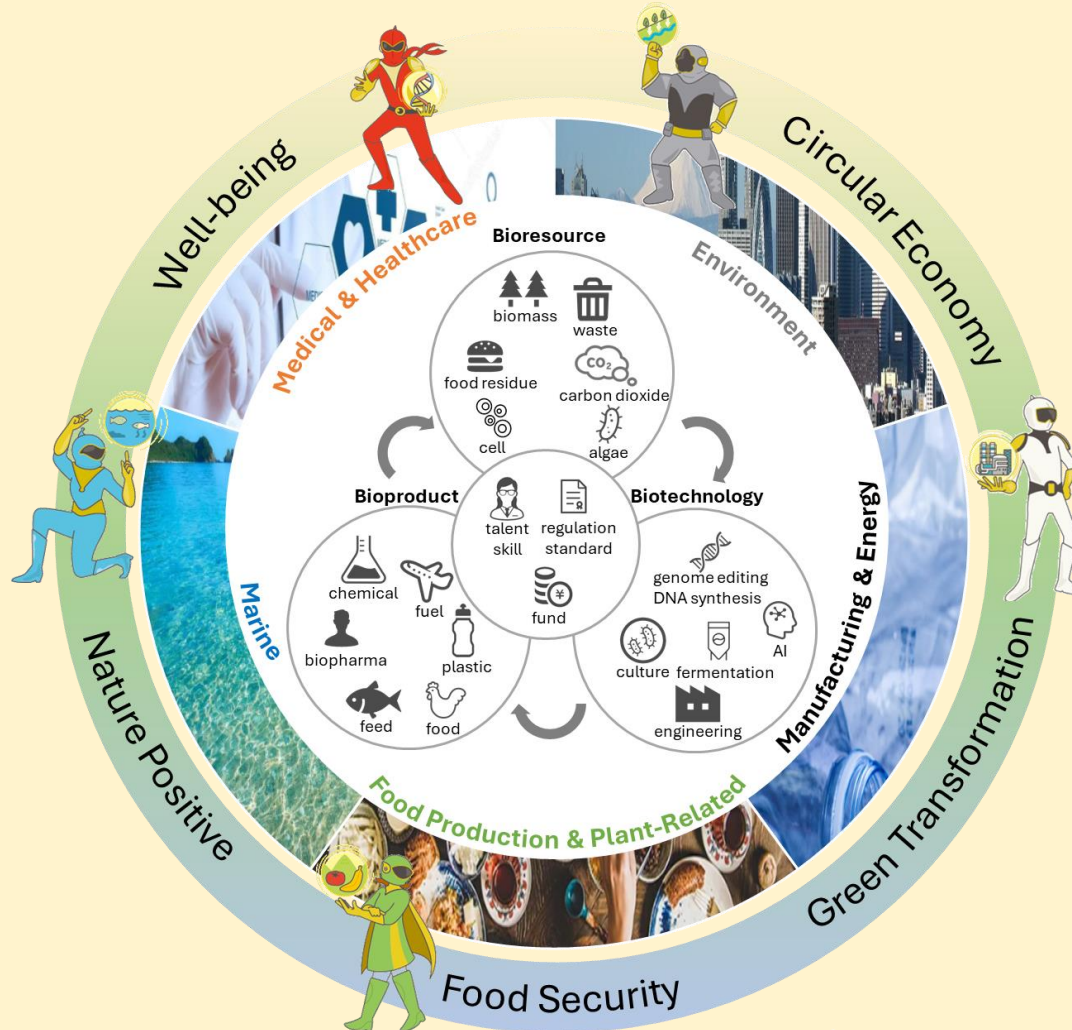 Well-being
Circular Economy
Medical & Healthcare
Environment
Bioresource
biomass
waste
food residue
CO₂
carbon dioxide
cell
algae
Bioproduct
Biotechnology
talent
skill
regulation
standard
fund
¥
chemical
fuel
biopharma
plastic
feed
food
genome editing
DNA synthesis
culture
fermentation
AI
engineering
Marine
Manufacturing & Energy
Food Production & Plant-Related
Nature Positive
Green Transformation
Food Security